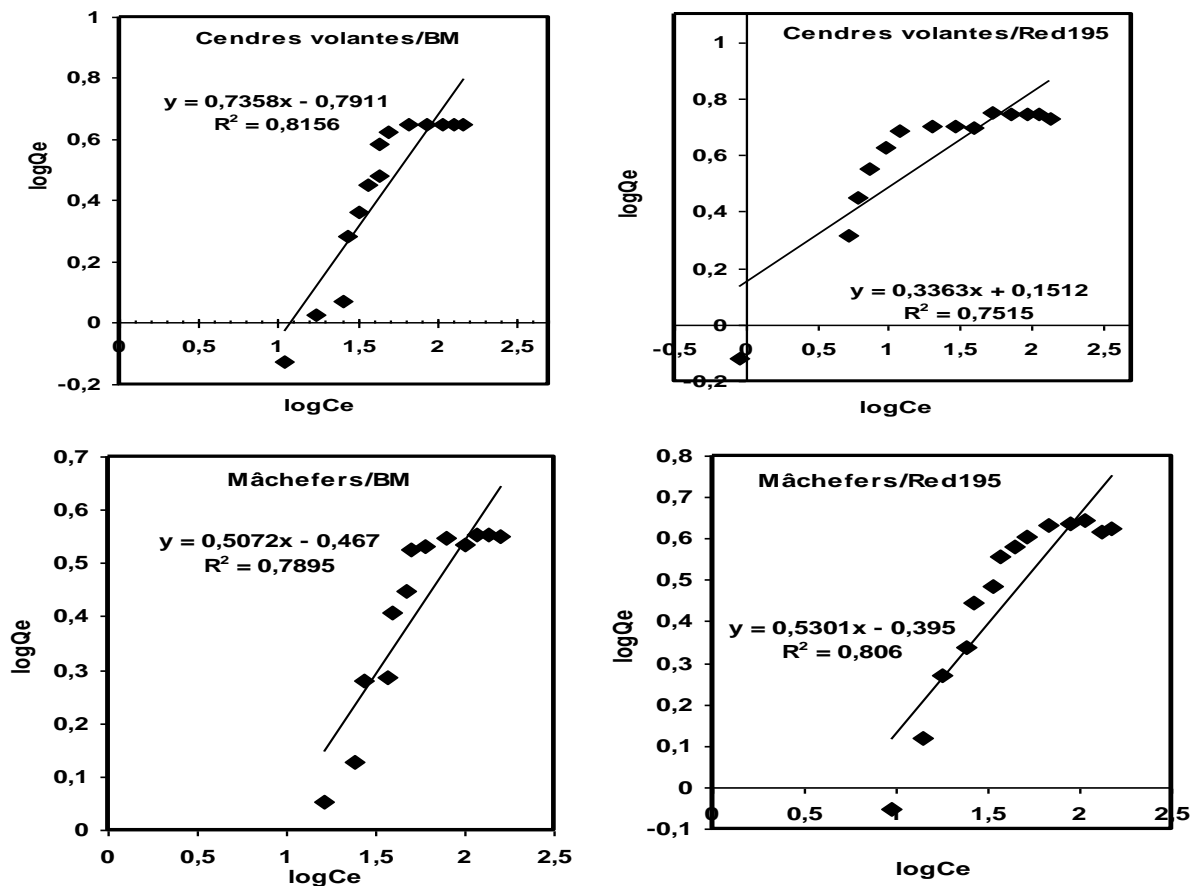 Cendres volantes/BM
y = 0,7358x - 0,7911
R² = 0,8156
1
0,8
0,6
0,4
0,2
0
-0,2
0
0,5
1
1,5
2
2,5
logQe
logCe
Cendres volantes/Red195
y = 0,3363x + 0,1512
R² = 0,7515
1
0,8
0,6
0,4
0,2
0
-0,2
-0,5
0
0,5
1
1,5
2
2,5
logQe
logCe
Mâchefers/BM
y = 0,5072x - 0,467
R² = 0,7895
0,7
0,6
0,5
0,4
0,3
0,2
0,1
0
0
0,5
1
1,5
2
2,5
logQe
logCe
Mâchefers/Red195
y = 0,5301x - 0,395
R² = 0,806
0,8
0,7
0,6
0,5
0,4
0,3
0,2
0,1
0
-0,1
0
0,5
1
1,5
2
2,5
logQe
logCe